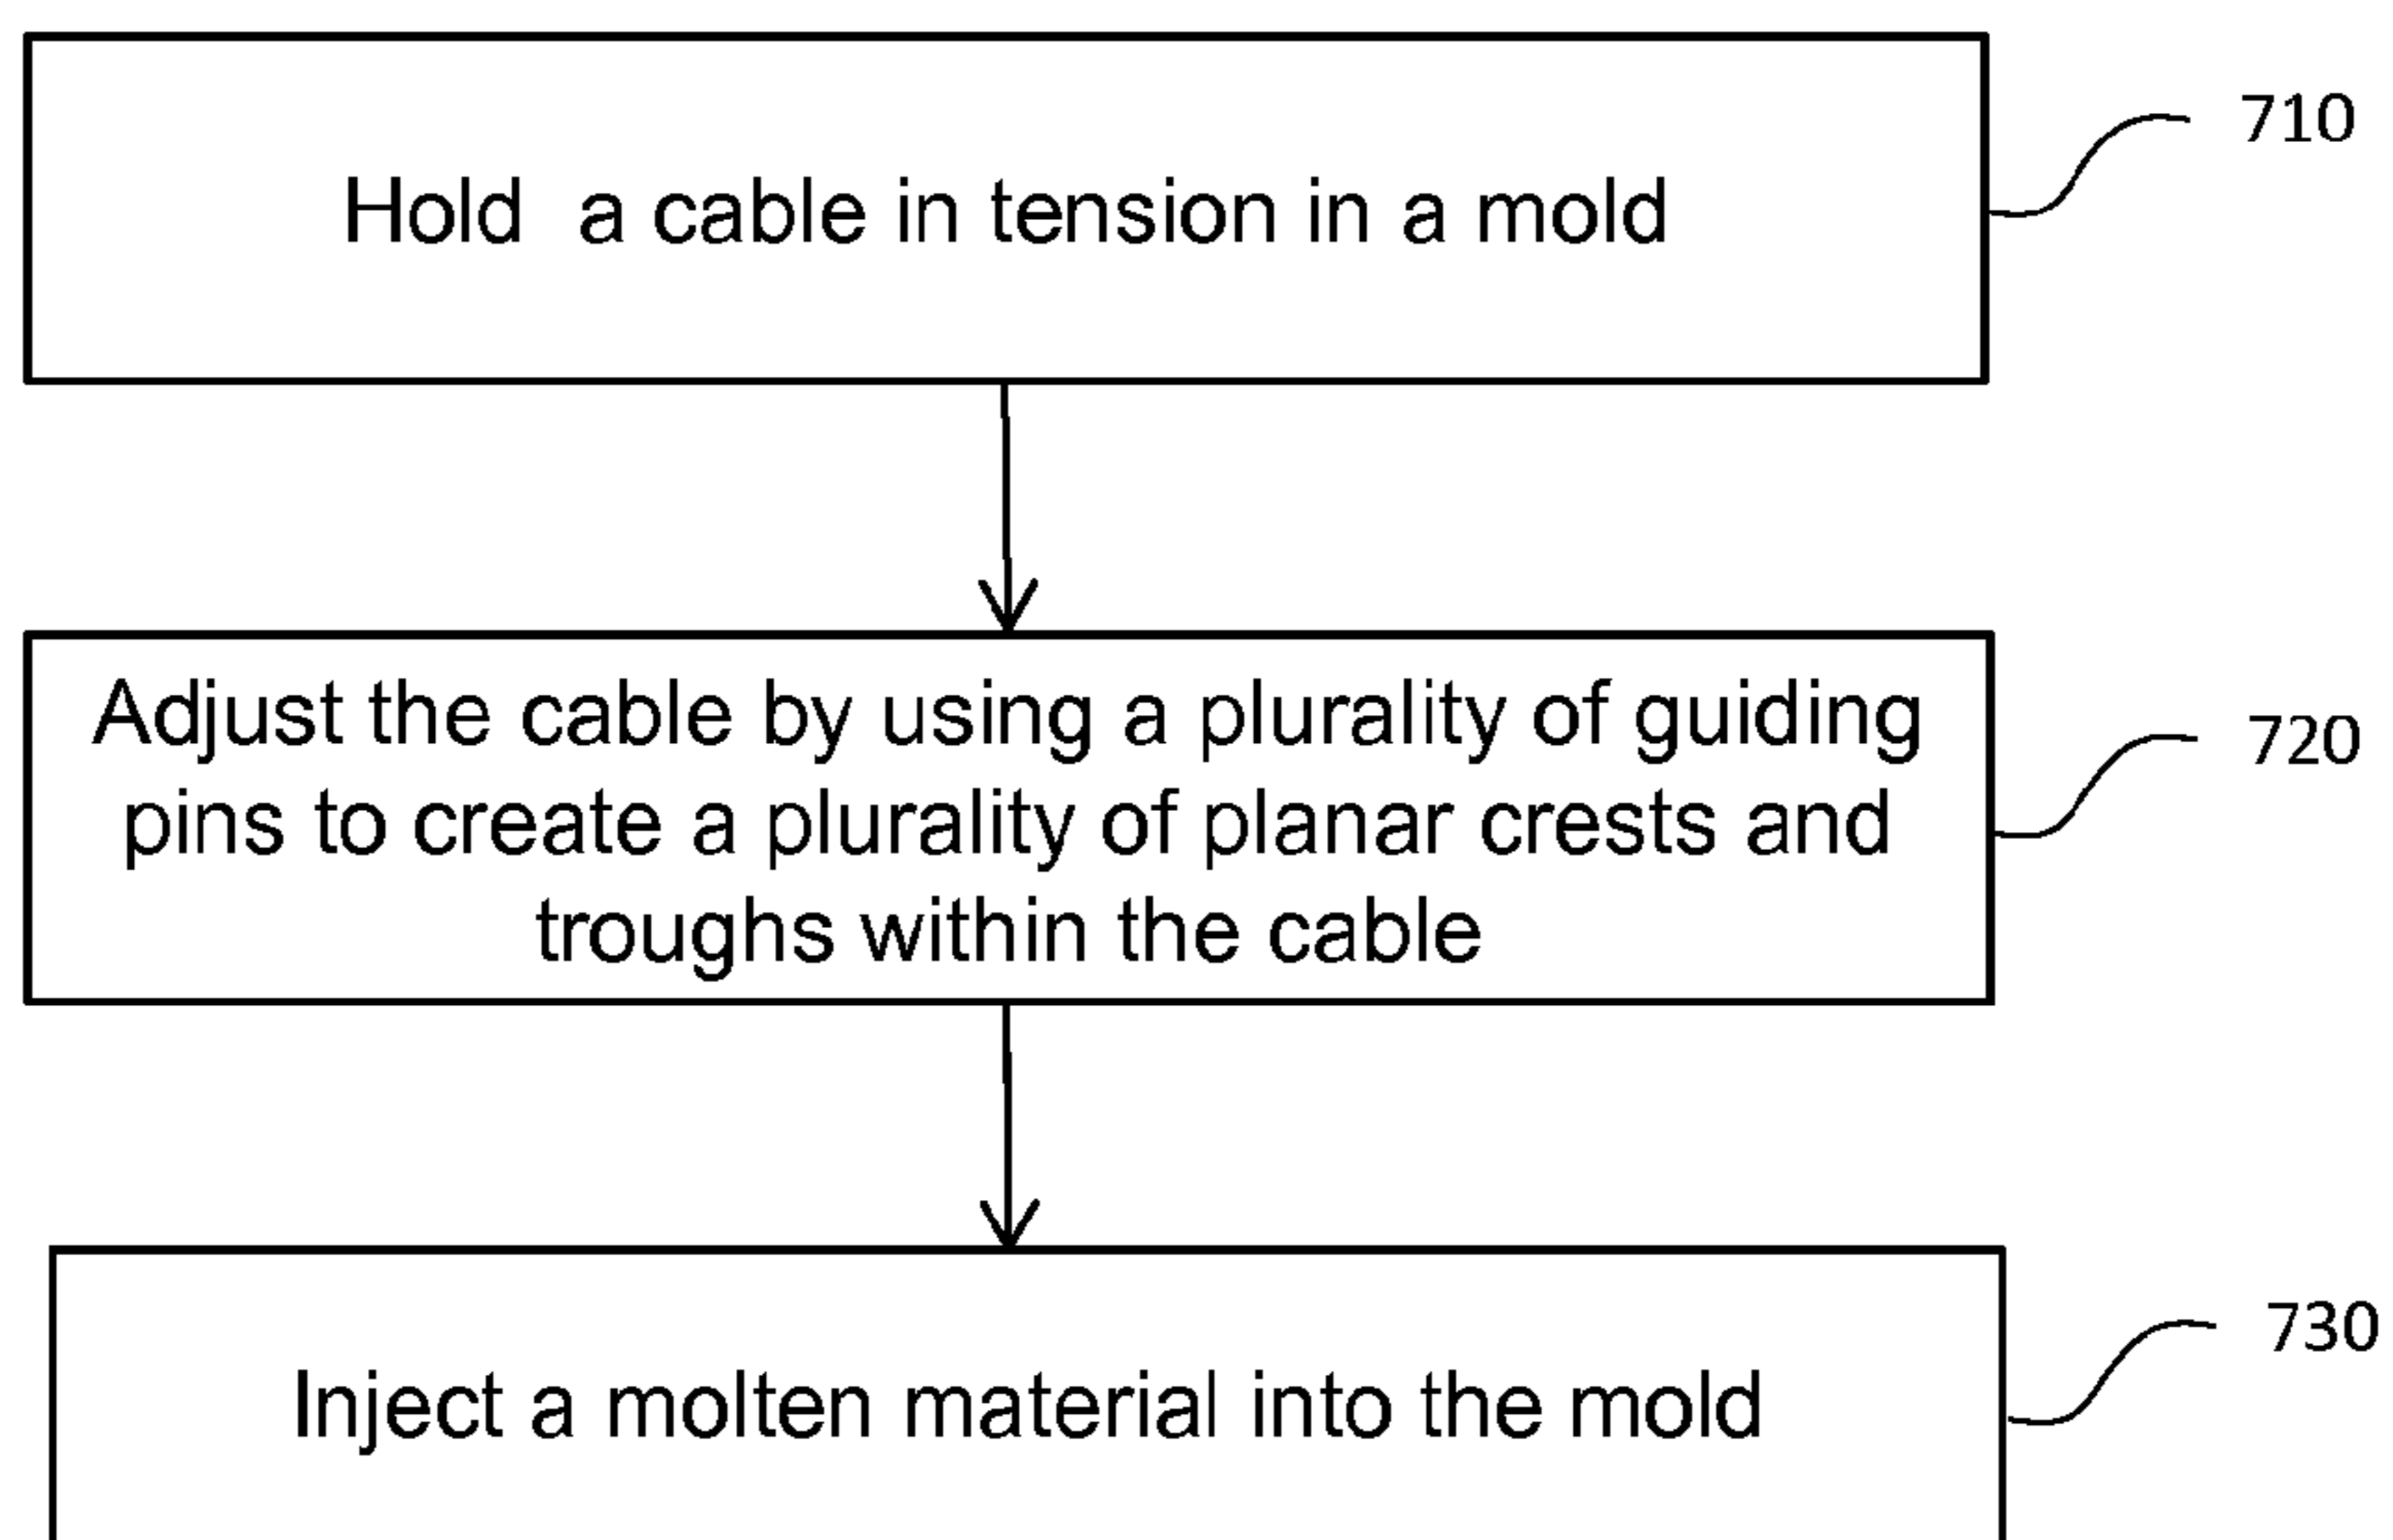 Hold a cable in tension in a mold
710
Adjust the cable by using a plurality of guiding
pins to create a plurality of planar crests and
troughs within the cable
720
Inject a molten material into the mold
730